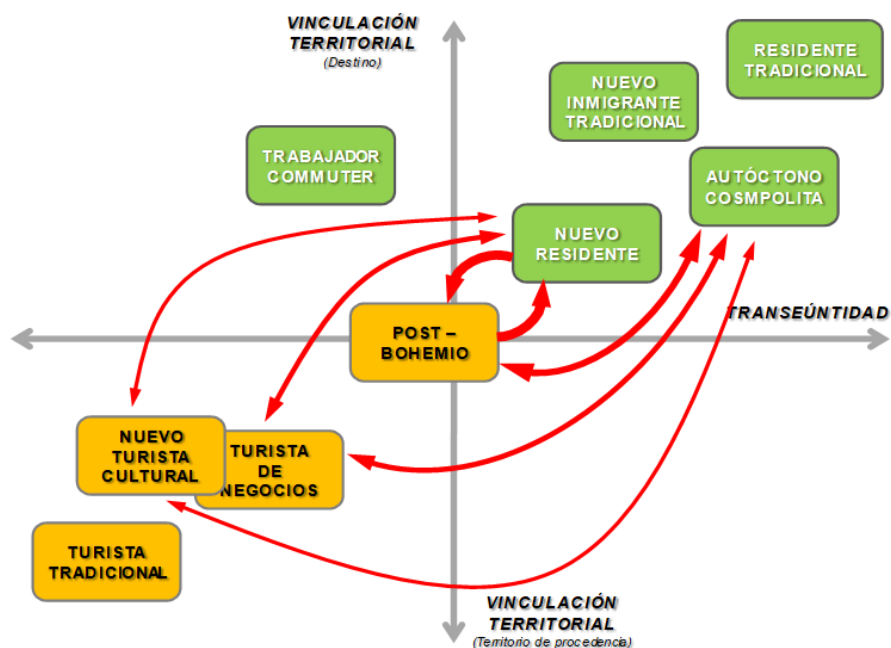 VINCULACIÓN
TERRITORIAL
(Destino)
RESIDENTE
TRADICIONAL
NUEVO
INMIGRANTE
TRADICIONAL
TRABAJADOR
COMMUTER
AUTÓCTONO
COSMPOLITA
NUEVO
RESIDENTE
TRANSEÚNTIDAD
POST –
BOHEMIO
NUEVO
TURISTA
CULTURAL
TURISTA
DE
NEGOCIOS
TURISTA
TRADICIONAL
VINCULACIÓN
TERRITORIAL
(Territorio de procedencia)